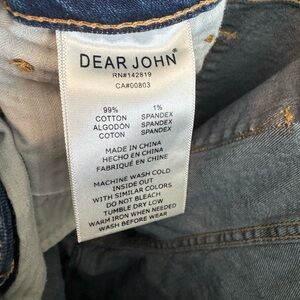 DEAR JOHN®
RN#142819
CA#00803
99% 1%
COTTON SPANDEX
ALGODÓN SPANDEX
COTON SPANDEX
MADE IN CHINA
HECHO EN CHINA
FABRIQUÉ EN CHINE
MACHINE WASH COLD
INSIDE OUT
WITH SIMILAR COLORS
DO NOT BLEACH
TUMBLE DRY LOW
WARM IRON WHEN NEEDED
WASH BEFORE WEAR